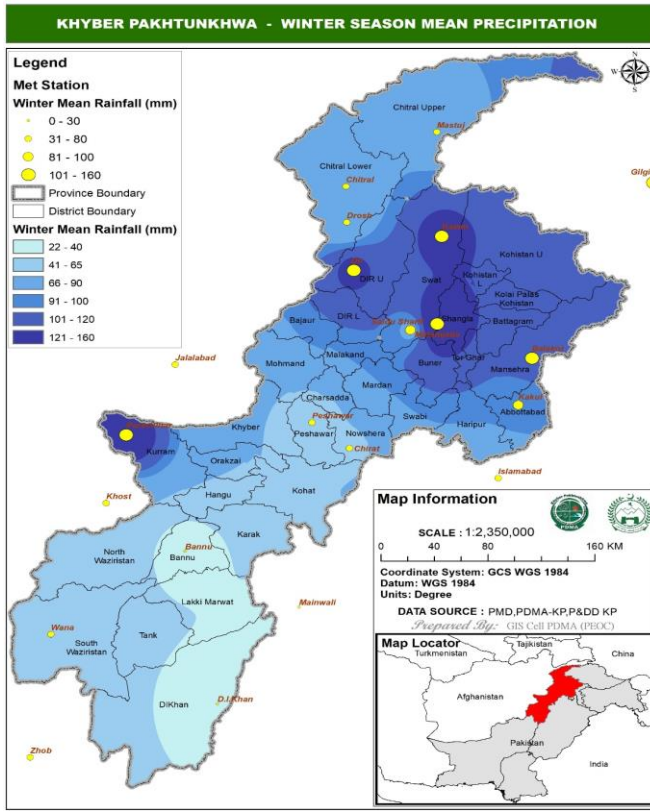 KHYBER PAKHTUNKHWA - WINTER SEASON MEAN PRECIPITATION
Legend
Met Station
Winter Mean Rainfall (mm)
0 - 30
31 - 80
81 - 100
101 - 160
Province Boundary
District Boundary
Winter Mean Rainfall (mm)
22 - 40
41 - 65
66 - 90
91 - 100
101 - 120
121 - 160
N
W
E
S
Chitral Upper
Mastuj
Chitral Lower
Chitral
Drosh
Gilgit
Kohistan U
Swat
Kohistan L
DIR U
Kolai Palas Kohistan
DIR L
Shangla
Battagram
Bajaur
Saidu Sharif
Malakand
Buner
Tor Ghar
Mansehra
Balakot
Jalalabad
Mohmand
Mardan
Kakul
Abbottabad
Charsadda
Swabi
Haripur
Peshawar
Peshawar
Nowshera
Khyber
Kurram
Orakzai
Cherat
Islamabad
Hangu
Kohat
Khost
Karak
North Waziristan
Bannu
Bannu
Lakki Marwat
Mainwali
Wana
South Waziristan
Tank
DIKhan
D.I.Khan
Zhob
Map Information
PDMA
SCALE : 1:2,350,000
0 40 80 160 KM
Coordinate System: GCS WGS 1984
Datum: WGS 1984
Units: Degree
DATA SOURCE : PMD,PDMA-KP,P&DD KP
Prepared By: GIS Cell PDMA (PEOC)
Map Locator
Turkmenistan
Tajikistan
China
Afghanistan
Pakistan
India